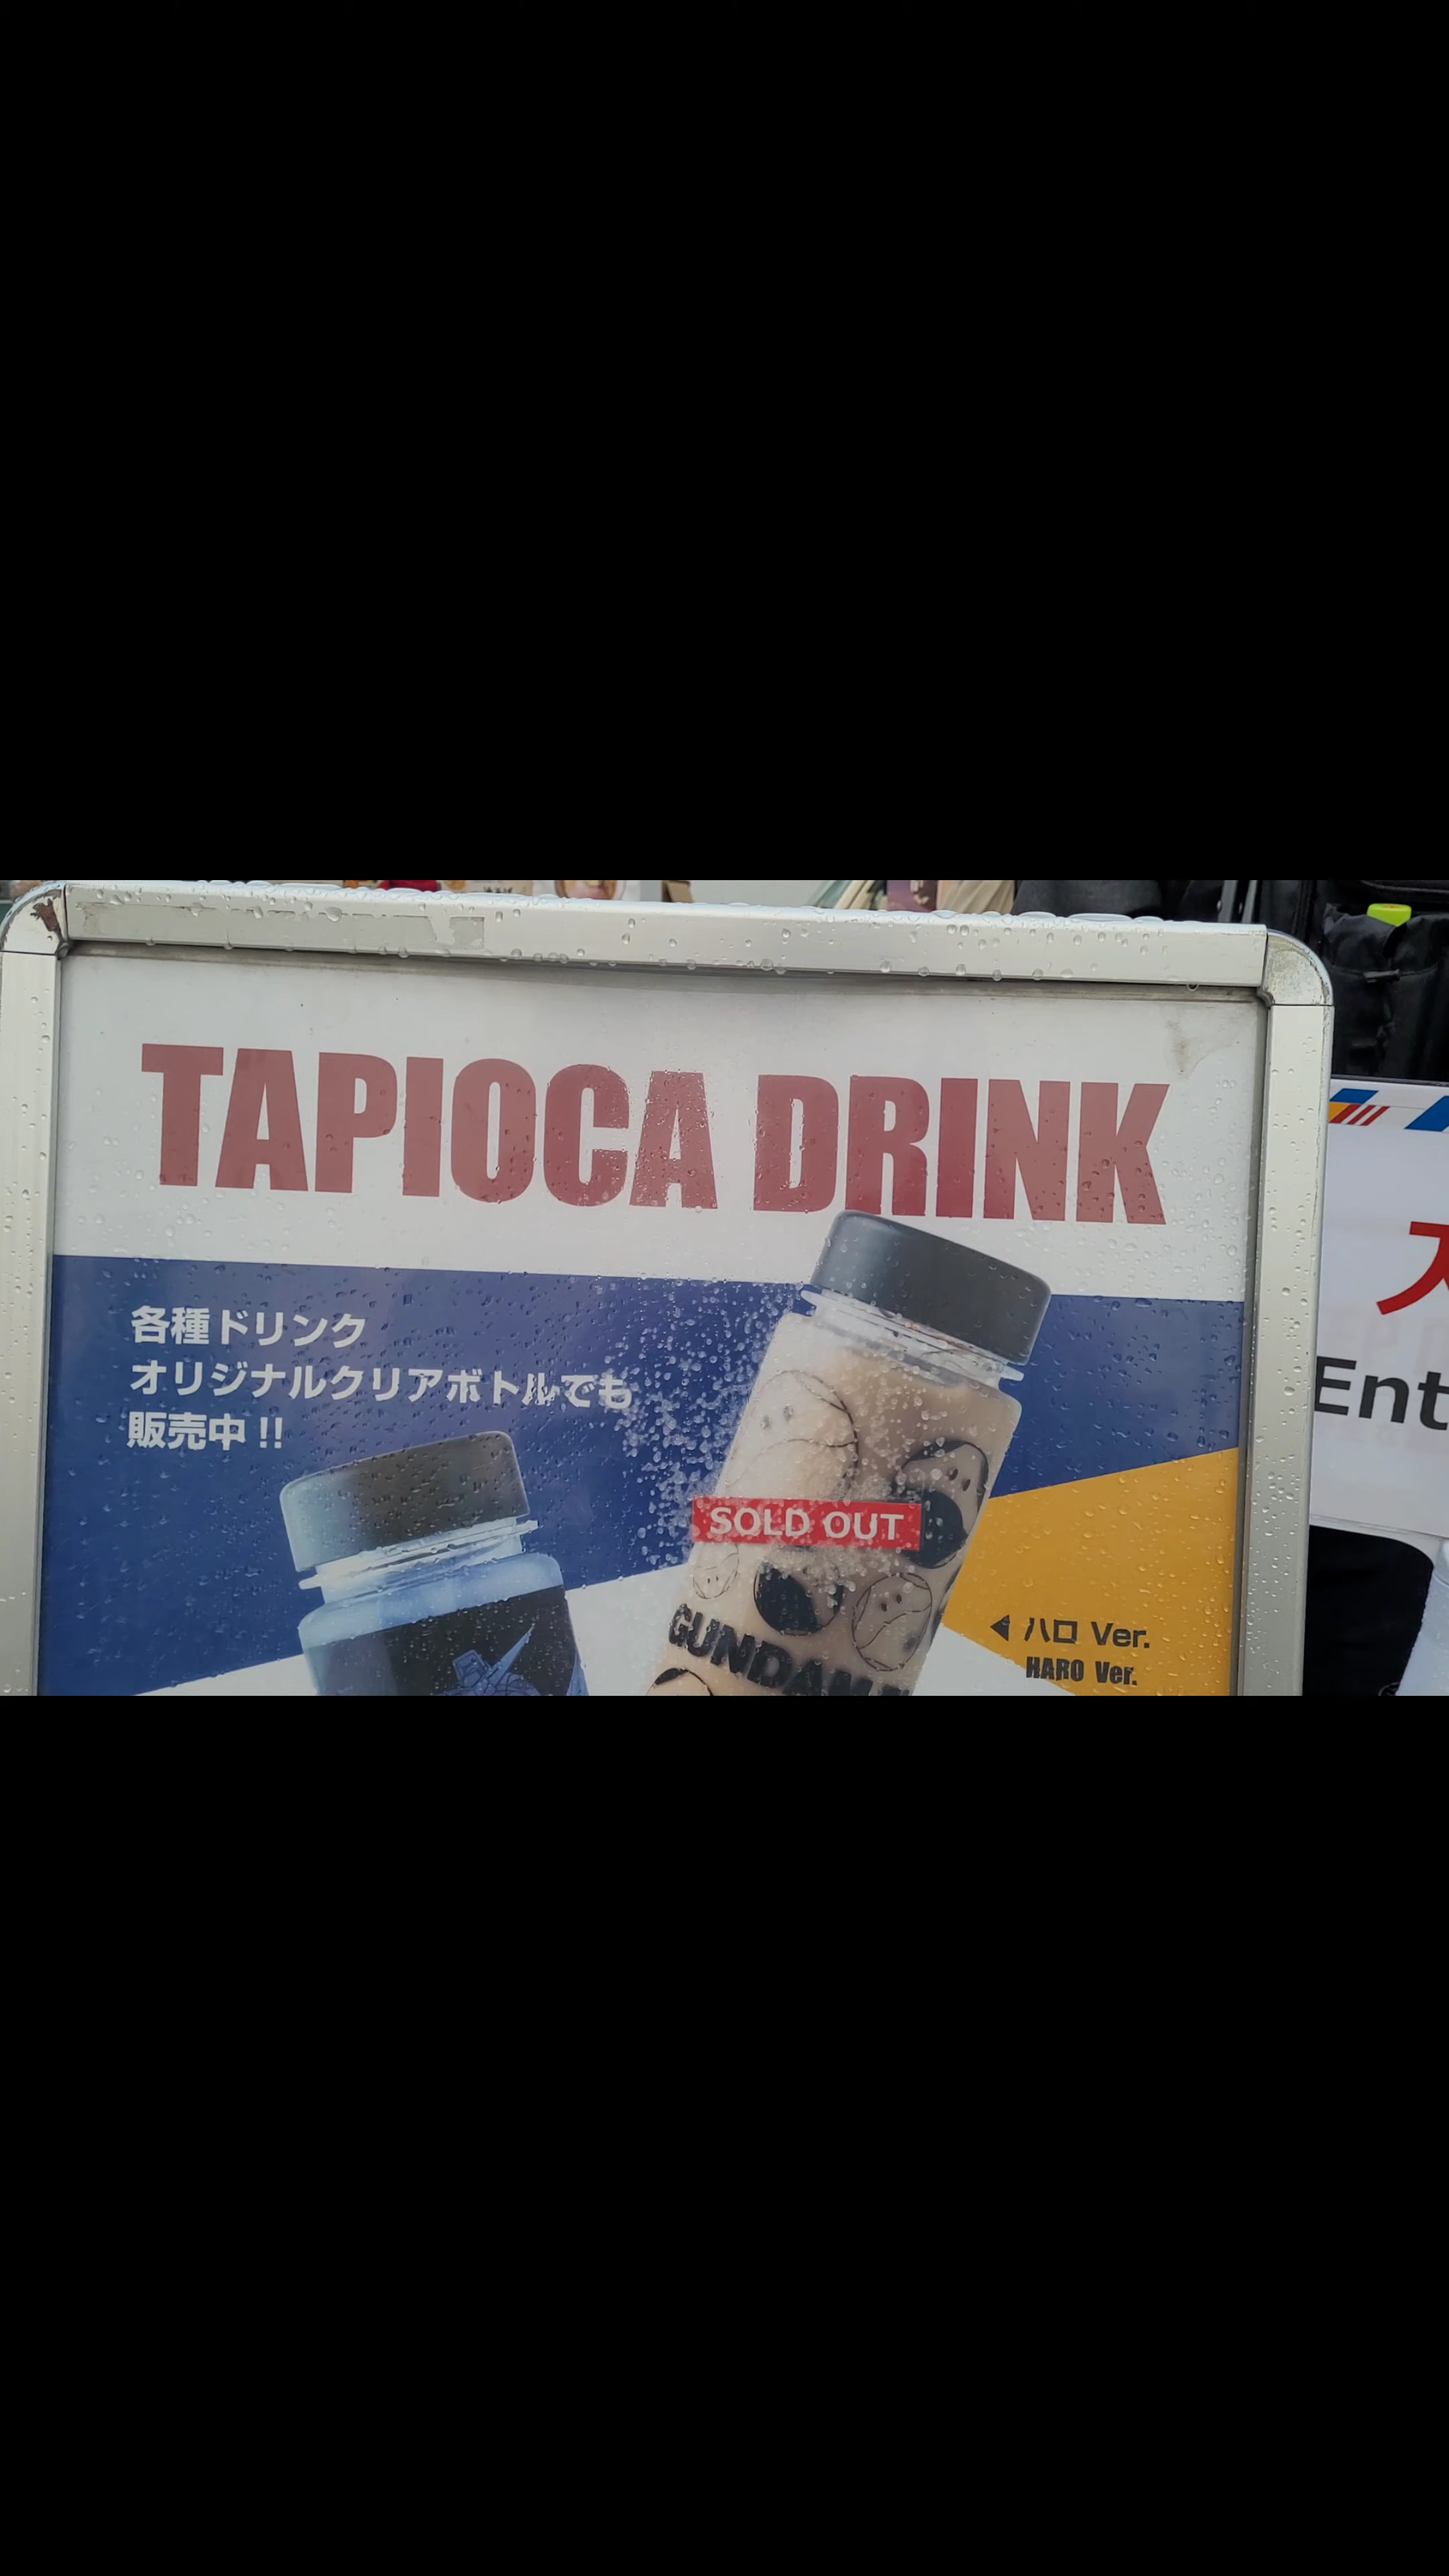 TAPIOCA DRINK
各種ドリンク
オリジナルクリアボトルでも
販売中!!
SOLD OUT
GUNDAM
◀ ハロ Ver.
HARO Ver.
Ent